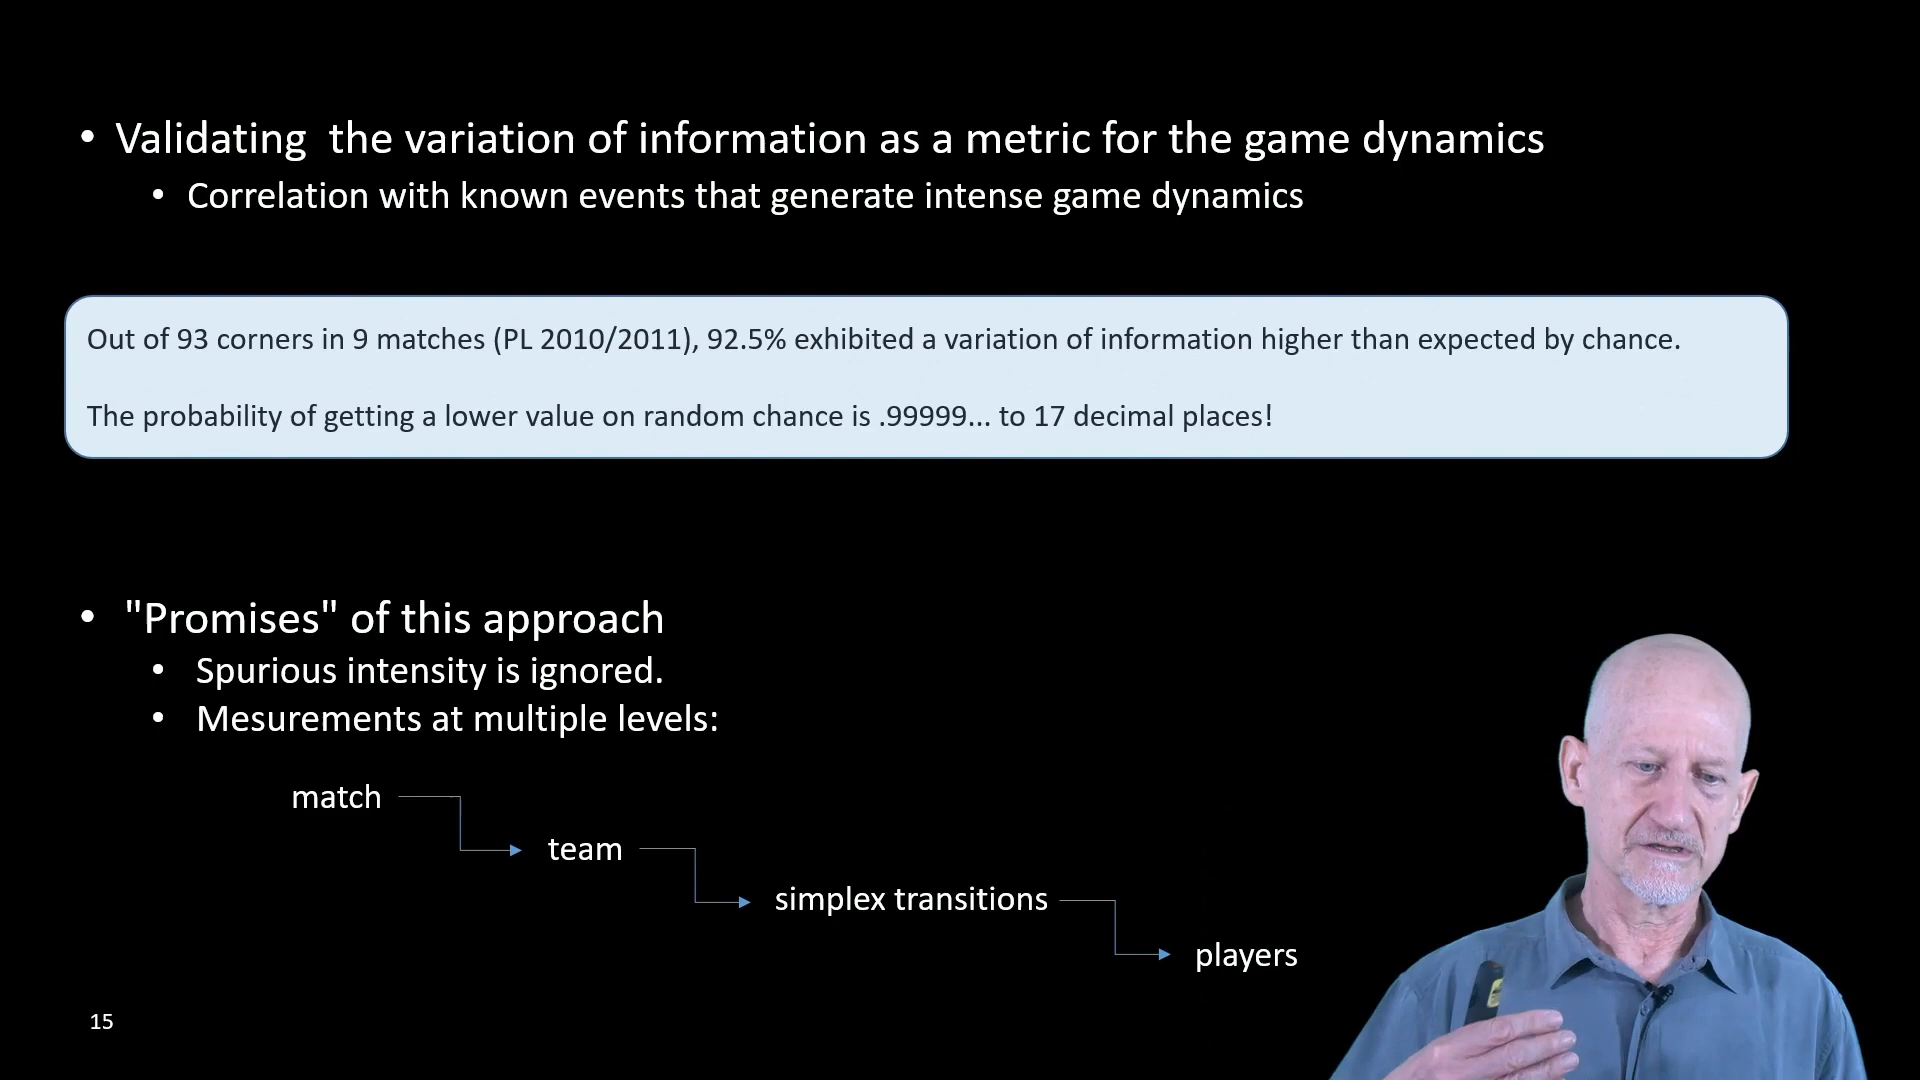 • Validating  the variation of information as a metric for the game dynamics
• Correlation with known events that generate intense game dynamics
Out of 93 corners in 9 matches (PL 2010/2011), 92.5% exhibited a variation of information higher than expected by chance.
The probability of getting a lower value on random chance is .99999... to 17 decimal places!
• "Promises" of this approach
• Spurious intensity is ignored.
• Mesurements at multiple levels:
match
team
simplex transitions
players
15